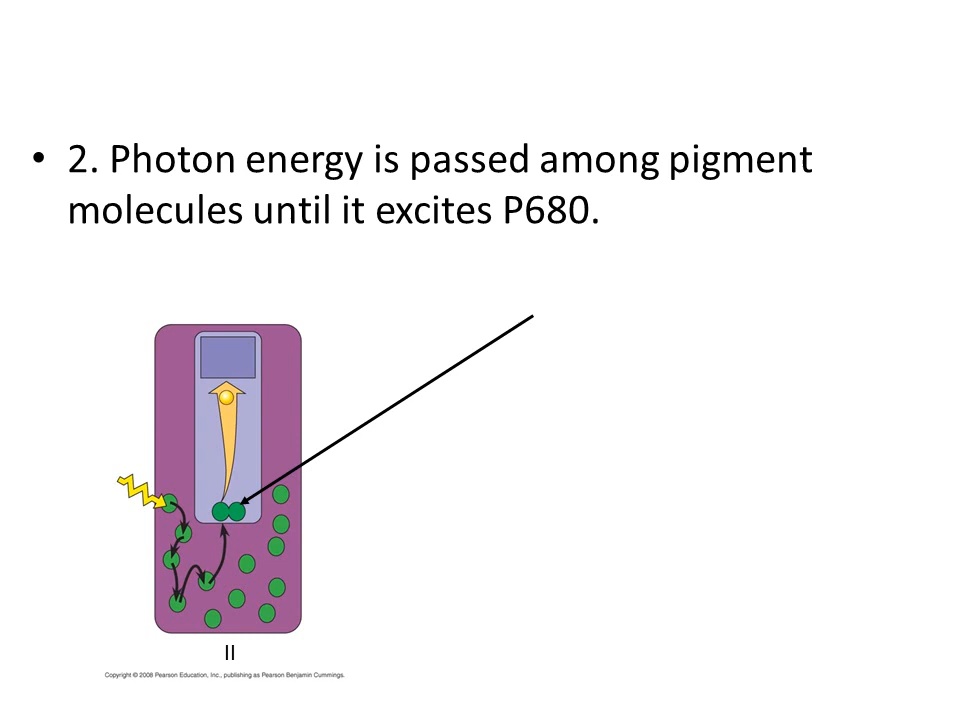 • 2. Photon energy is passed among pigment
molecules until it excites P680.
II
Copyright © 2008 Pearson Education, Inc., publishing as Pearson Benjamin Cummings.